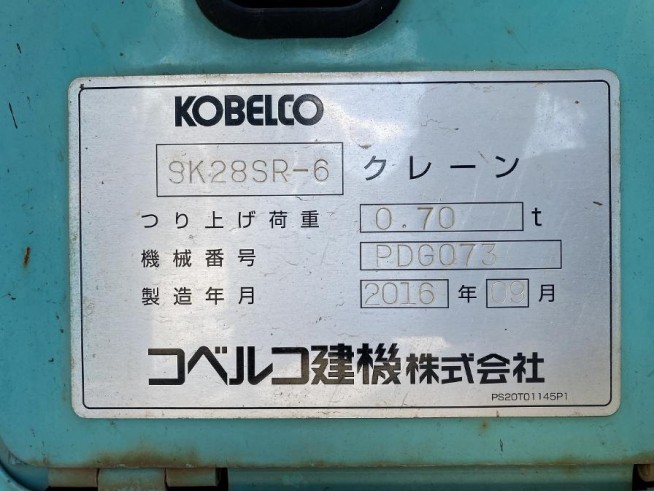 KOBELCO
SK28SR-6 クレーン
つり上げ荷重 0.70 t
機械番号 PDG073
製造年月 2016 年 09 月
コベルコ建機株式会社
PS20T01145P1